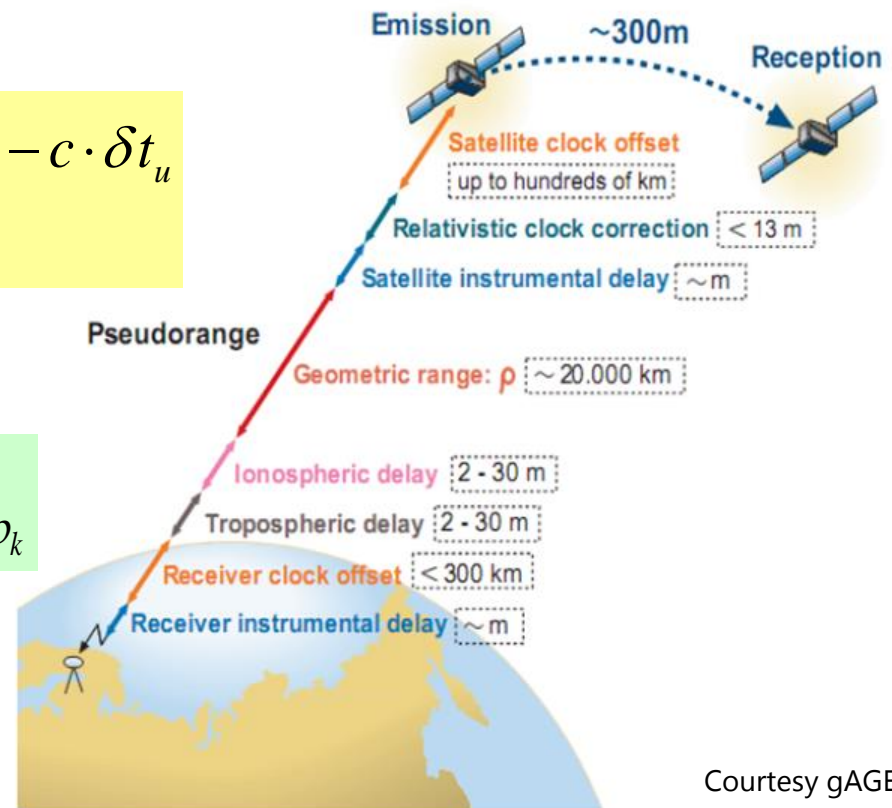 Emission
~300m
Reception
− c · δt_u
Satellite clock offset
up to hundreds of km
Relativistic clock correction < 13 m
Satellite instrumental delay ~m
Pseudorange
Geometric range: ρ ~ 20.000 km
Ionospheric delay 2 - 30 m
Tropospheric delay 2 - 30 m
Receiver clock offset < 300 km
Receiver instrumental delay ~ m
Courtesy gAGE